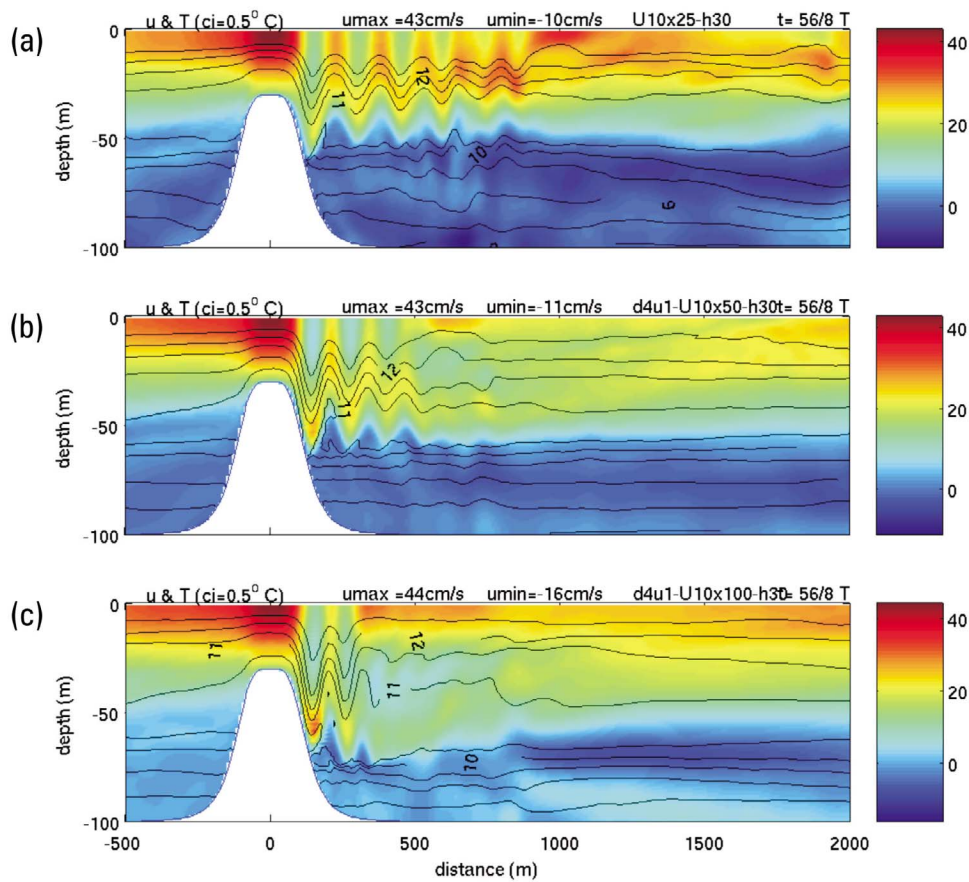 (a)
u & T (ci=0.5° C) umax =43cm/s umin=-10cm/s U10x25-h30 t= 56/8 T
0
-50
-100
depth (m)
11
12
10
9
40
20
0
(b)
u & T (ci=0.5° C) umax =43cm/s umin=-11cm/s d4u1-U10x50-h30t= 56/8 T
0
-50
-100
depth (m)
11
12
40
20
0
(c)
u & T (ci=0.5° C) umax =44cm/s umin=-16cm/s d4u1-U10x100-h3 = 56/8 T
0
-50
-100
depth (m)
11
12
11
10
40
20
0
-500 0 500 1000 1500 2000
distance (m)